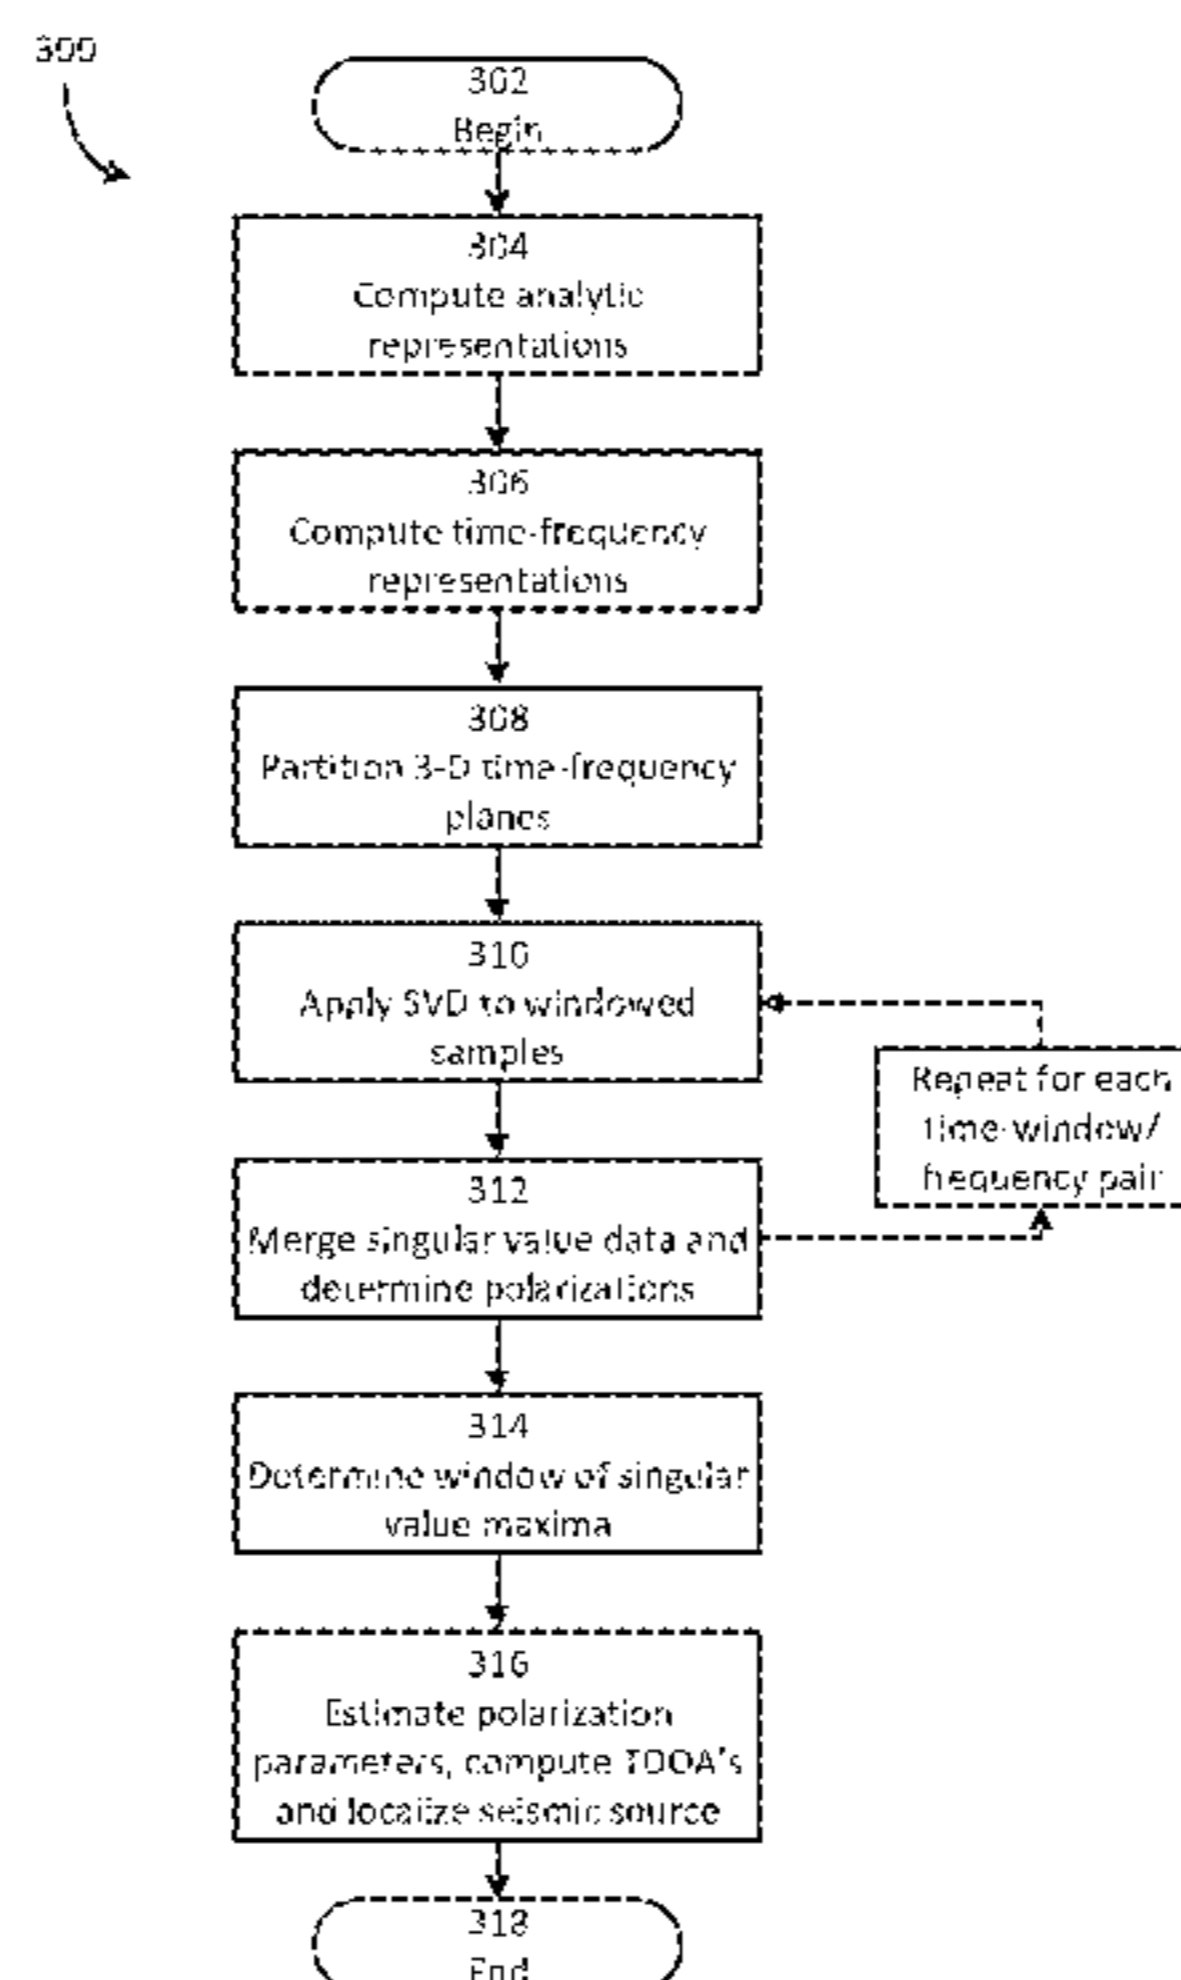 300
302
Begin
304
Compute analytic
representations
306
Compute time-frequency
representations
308
Partition 3-D time-frequency
planes
310
Apply SVD to windowed
samples
Repeat for each
time-window/
frequency pair
312
Merge singular value data and
determine polarizations
314
Determine window of singular
value maxima
316
Estimate polarization
parameters, compute TDOA's
and localize seismic source
318
End